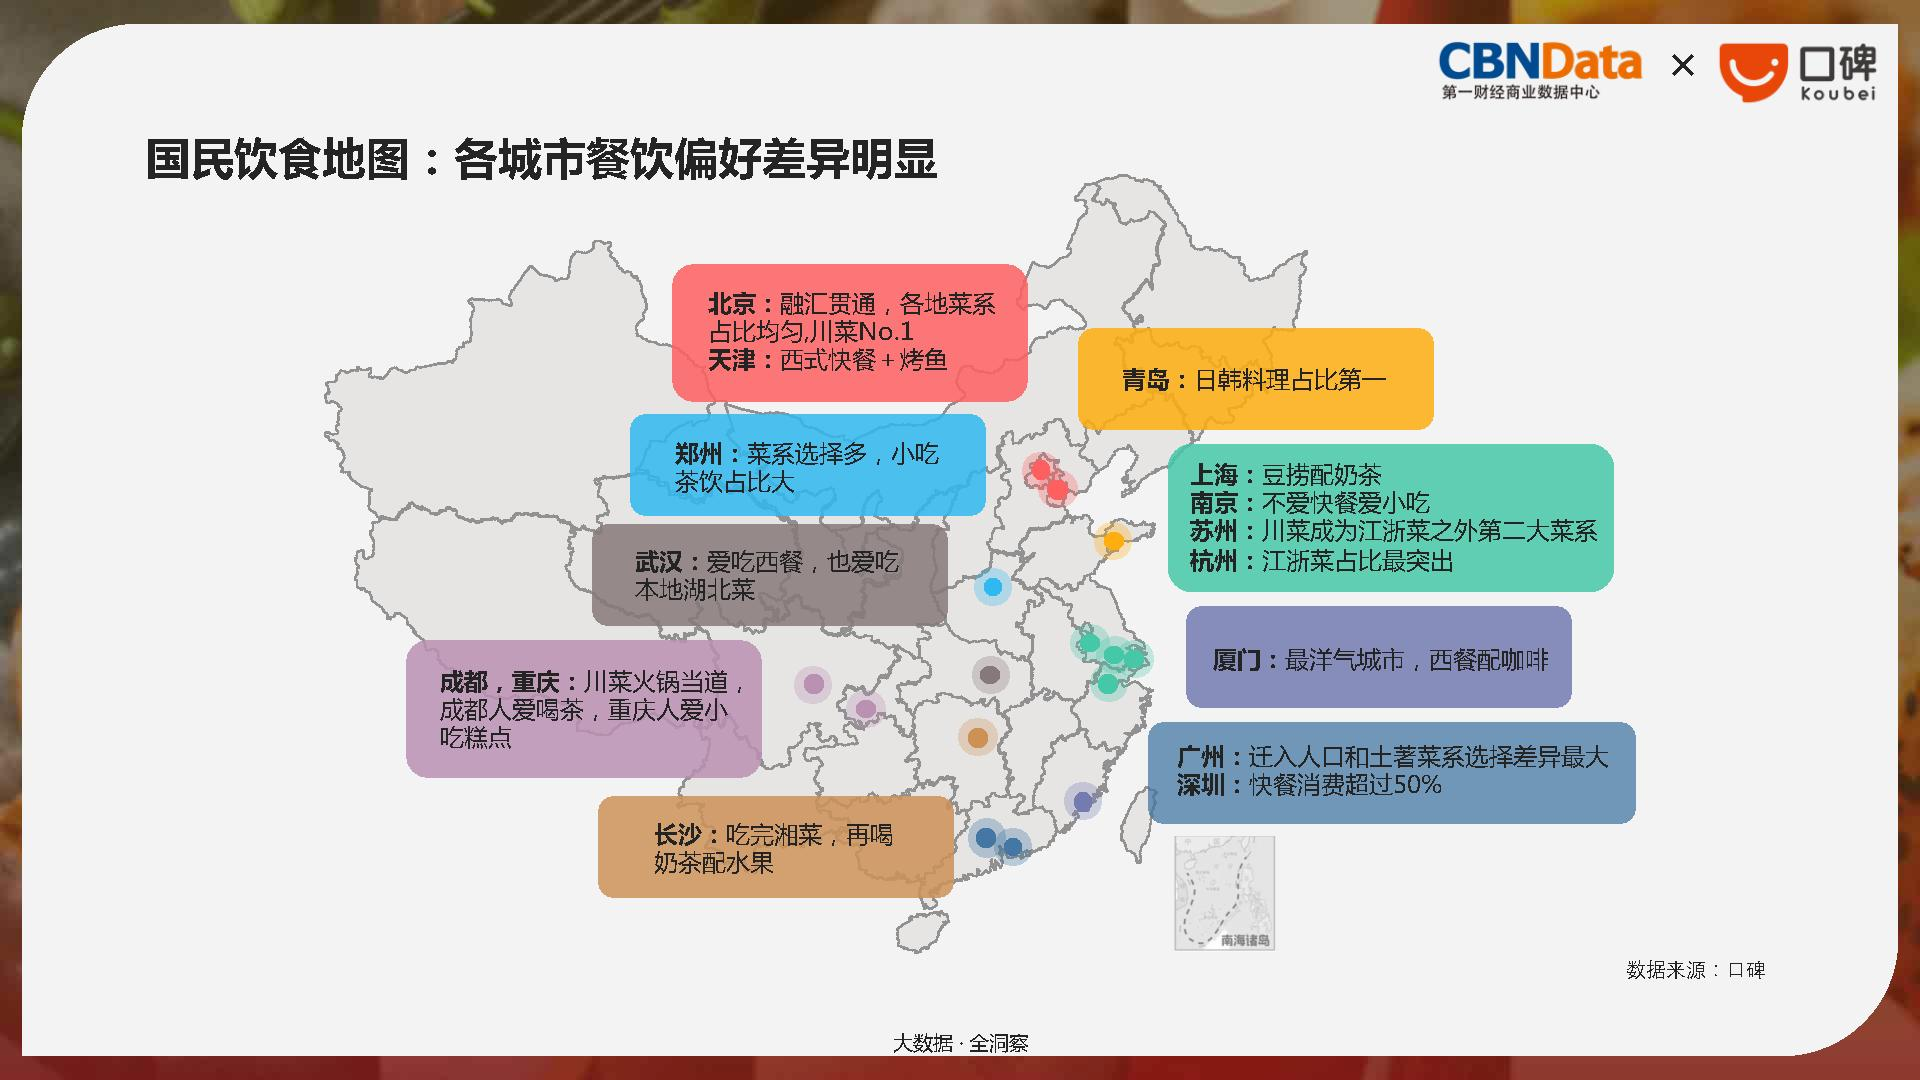 CBNData
第一财经商业数据中心
×
口碑
Koubei
国民饮食地图：各城市餐饮偏好差异明显
北京：融汇贯通，各地菜系
占比均匀,川菜No.1
天津：西式快餐+烤鱼
青岛：日韩料理占比第一
郑州：菜系选择多，小吃
茶饮占比大
上海：豆捞配奶茶
南京：不爱快餐爱小吃
苏州：川菜成为江浙菜之外第二大菜系
杭州：江浙菜占比最突出
武汉：爱吃西餐，也爱吃
本地湖北菜
厦门：最洋气城市，西餐配咖啡
成都，重庆：川菜火锅当道，
成都人爱喝茶，重庆人爱小
吃糕点
广州：迁入人口和土著菜系选择差异最大
深圳：快餐消费超过50%
长沙：吃完湘菜，再喝
奶茶配水果
南海诸岛
数据来源：口碑
大数据·全洞察